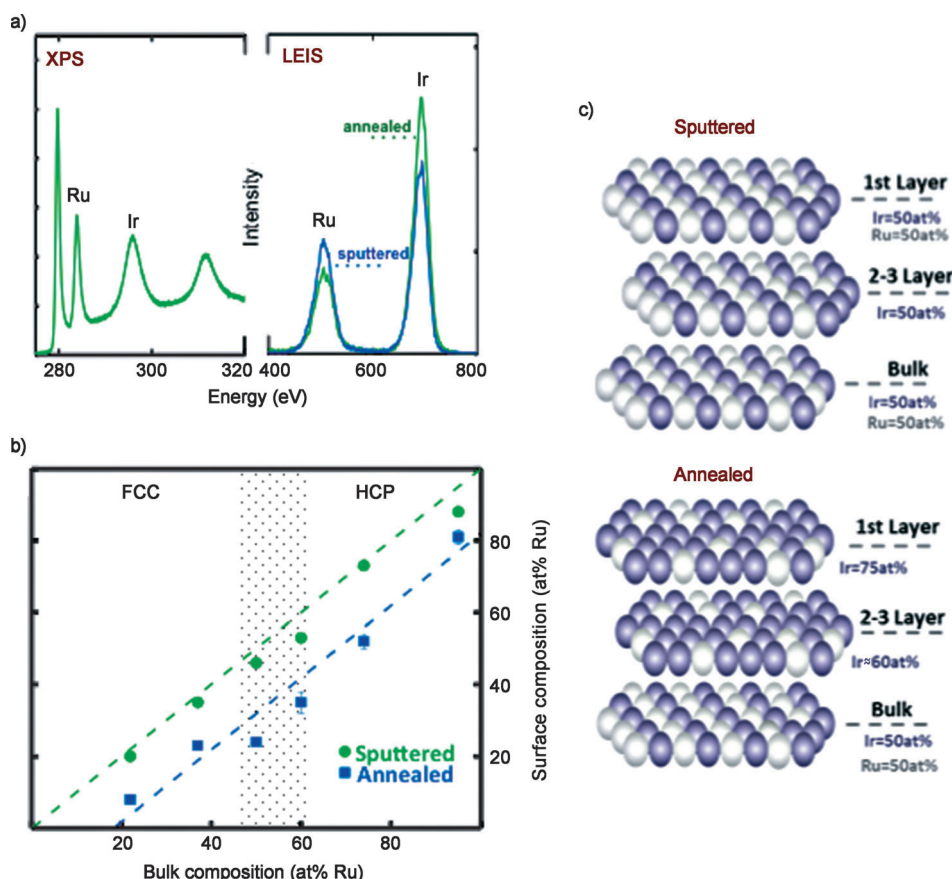 a)
XPS
Ru
Ir
280
300
320
LEIS
Ir
annealed
Ru
sputtered
Intensity
400
600
800
Energy (eV)
b)
FCC
HCP
Sputtered
Annealed
20
40
60
80
20
40
60
80
Surface composition (at% Ru)
Bulk composition (at% Ru)
c)
Sputtered
1st Layer
Ir=50at%
Ru=50at%
2-3 Layer
Ir=50at%
Bulk
Ir=50at%
Ru=50at%
Annealed
1st Layer
Ir=75at%
2-3 Layer
Ir≈60at%
Bulk
Ir=50at%
Ru=50at%